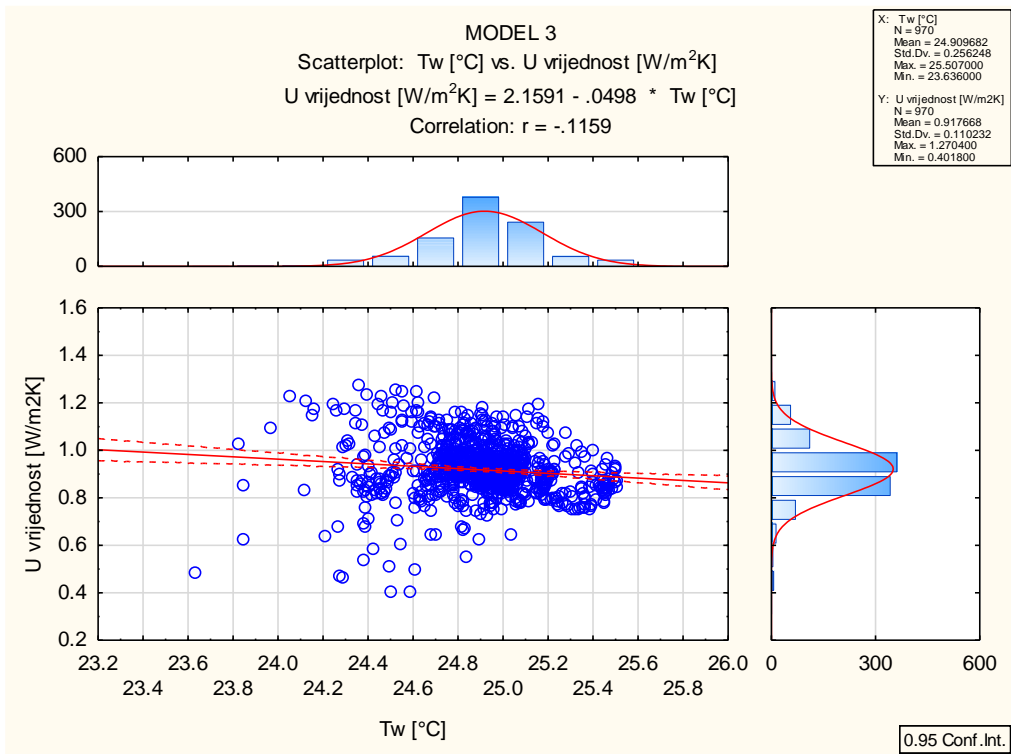 MODEL 3
Scatterplot: Tw [°C] vs. U vrijednost [W/m²K]
U vrijednost [W/m²K] = 2.1591 - .0498 * Tw [°C]
Correlation: r = -.1159
X: Tw [°C]
N = 970
Mean = 24.909682
Std.Dv. = 0.256248
Max. = 25.507000
Min. = 23.636000
Y: U vrijednost [W/m2K]
N = 970
Mean = 0.917668
Std.Dv. = 0.110232
Max. = 1.270400
Min. = 0.401800
600
300
0
1.6
1.4
1.2
1.0
0.8
0.6
0.4
0.2
U vrijednost [W/m2K]
23.2 23.6 24.0 24.4 24.8 25.2 25.6 26.0
23.4 23.8 24.2 24.6 25.0 25.4 25.8
Tw [°C]
0 300 600
0.95 Conf.Int.